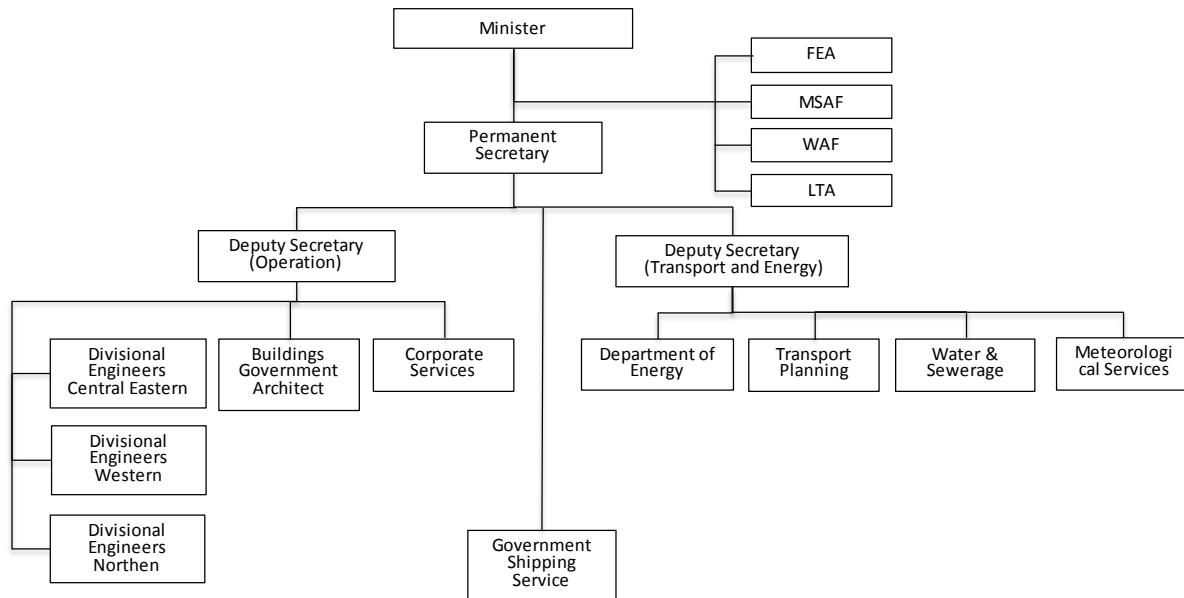 Minister
FEA
MSAF
WAF
LTA
Permanent
Secretary
Deputy Secretary
(Operation)
Deputy Secretary
(Transport and Energy)
Divisional
Engineers
Central Eastern
Buildings
Government
Architect
Corporate
Services
Department of
Energy
Transport
Planning
Water &
Sewerage
Meteorologi
cal Services
Divisional
Engineers
Western
Divisional
Engineers
Northen
Government
Shipping
Service